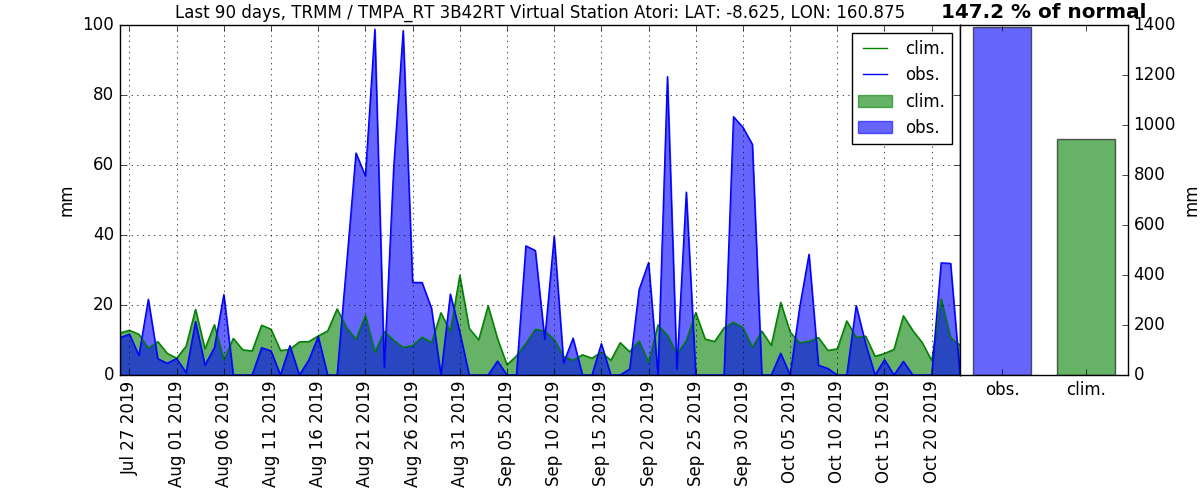 Last 90 days, TRMM / TMPA_RT 3B42RT Virtual Station Atori: LAT: -8.625, LON: 160.875
147.2 % of normal
100
80
60
40
20
0
mm
clim.
obs.
clim.
obs.
1400
1200
1000
800
600
400
200
0
mm
Jul 27 2019
Aug 01 2019
Aug 06 2019
Aug 11 2019
Aug 16 2019
Aug 21 2019
Aug 26 2019
Aug 31 2019
Sep 05 2019
Sep 10 2019
Sep 15 2019
Sep 20 2019
Sep 25 2019
Sep 30 2019
Oct 05 2019
Oct 10 2019
Oct 15 2019
Oct 20 2019
obs.
clim.